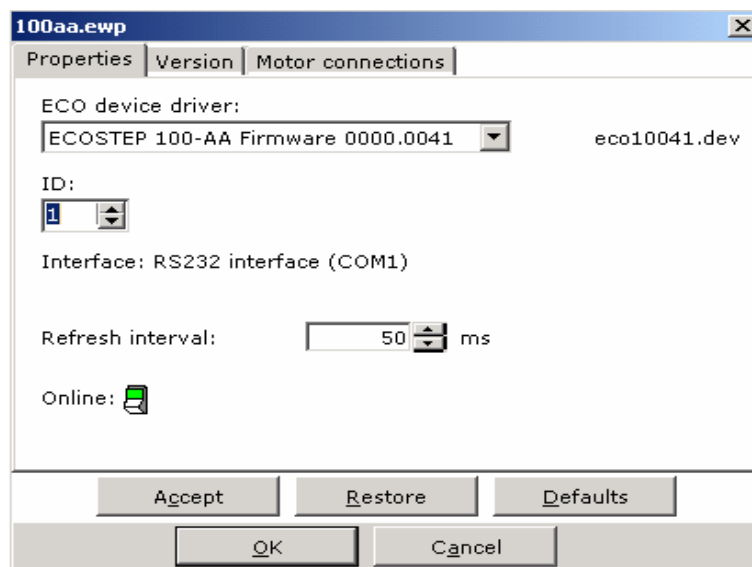 100aa.ewp
Properties Version Motor connections
ECO device driver:
ECOSTEP 100-AA Firmware 0000.0041 eco10041.dev
ID:
1
Interface: RS232 interface (COM1)
Refresh interval: 50 ms
Online:
Accept Restore Defaults
OK Cancel